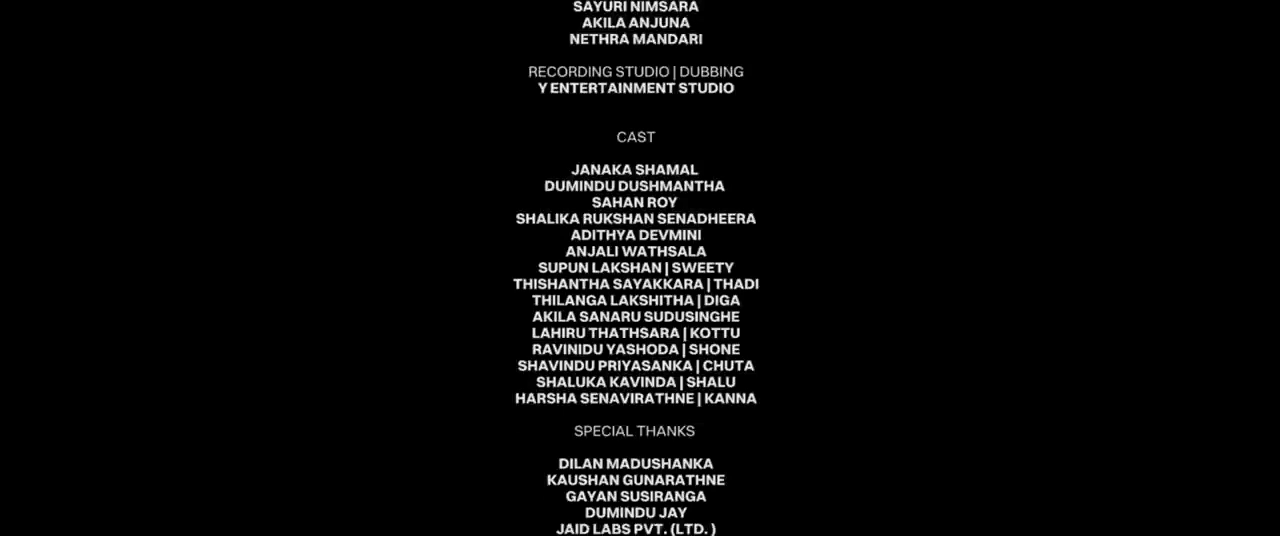 SAYURI NIMSARA
AKILA ANJUNA
NETHRA MANDARI
RECORDING STUDIO | DUBBING
Y ENTERTAINMENT STUDIO
CAST
JANAKA SHAMAL
DUMINDU DUSHMANTHA
SAHAN ROY
SHALIKA RUKSHAN SENADHEERA
ADITHYA DEVMINI
ANJALI WATHSALA
SUPUN LAKSHAN | SWEETY
THISHANTHA SAYAKKARA | THADI
THILANGA LAKSHITHA | DIGA
AKILA SANARU SUDUSINGHE
LAHIRU THATHSARA | KOTTU
RAVINIDU YASHODA | SHONE
SHAVINDU PRIYASANKA | CHUTA
SHALUKA KAVINDA | SHALU
HARSHA SENAVIRATHNE | KANNA
SPECIAL THANKS
DILAN MADUSHANKA
KAUSHAN GUNARATHNE
GAYAN SUSIRANGA
DUMINDU JAY
JAID LABS PVT. (LTD. )